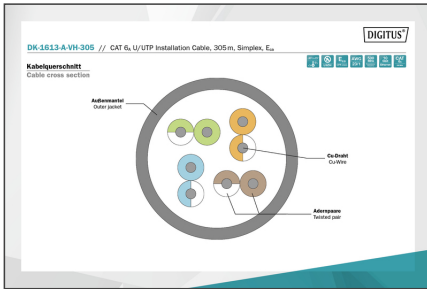 DIGITUS®
DK-1613-A-VH-305 // CAT 6A U/UTP Installation Cable, 305 m, Simplex, Eca
Kabelquerschnitt
Cable cross section
Außenmantel
Outer jacket
Cu-Draht
Cu-Wire
Adernpaare
Twisted pair